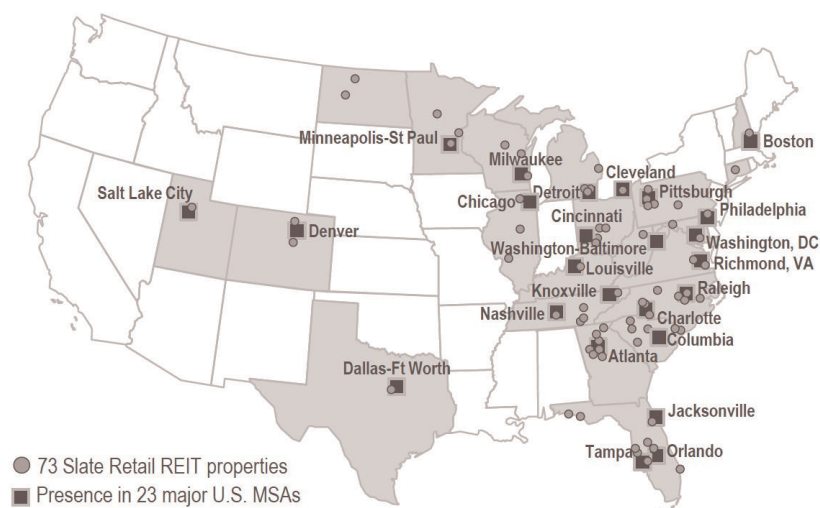 Minneapolis-St Paul
Boston
Milwaukee
Cleveland
Salt Lake City
Detroit
Pittsburgh
Chicago
Philadelphia
Cincinnati
Denver
Washington-Baltimore
Washington, DC
Louisville
Richmond, VA
Knoxville
Raleigh
Nashville
Charlotte
Columbia
Atlanta
Dallas-Ft Worth
Jacksonville
Tampa
Orlando
73 Slate Retail REIT properties
Presence in 23 major U.S. MSAs